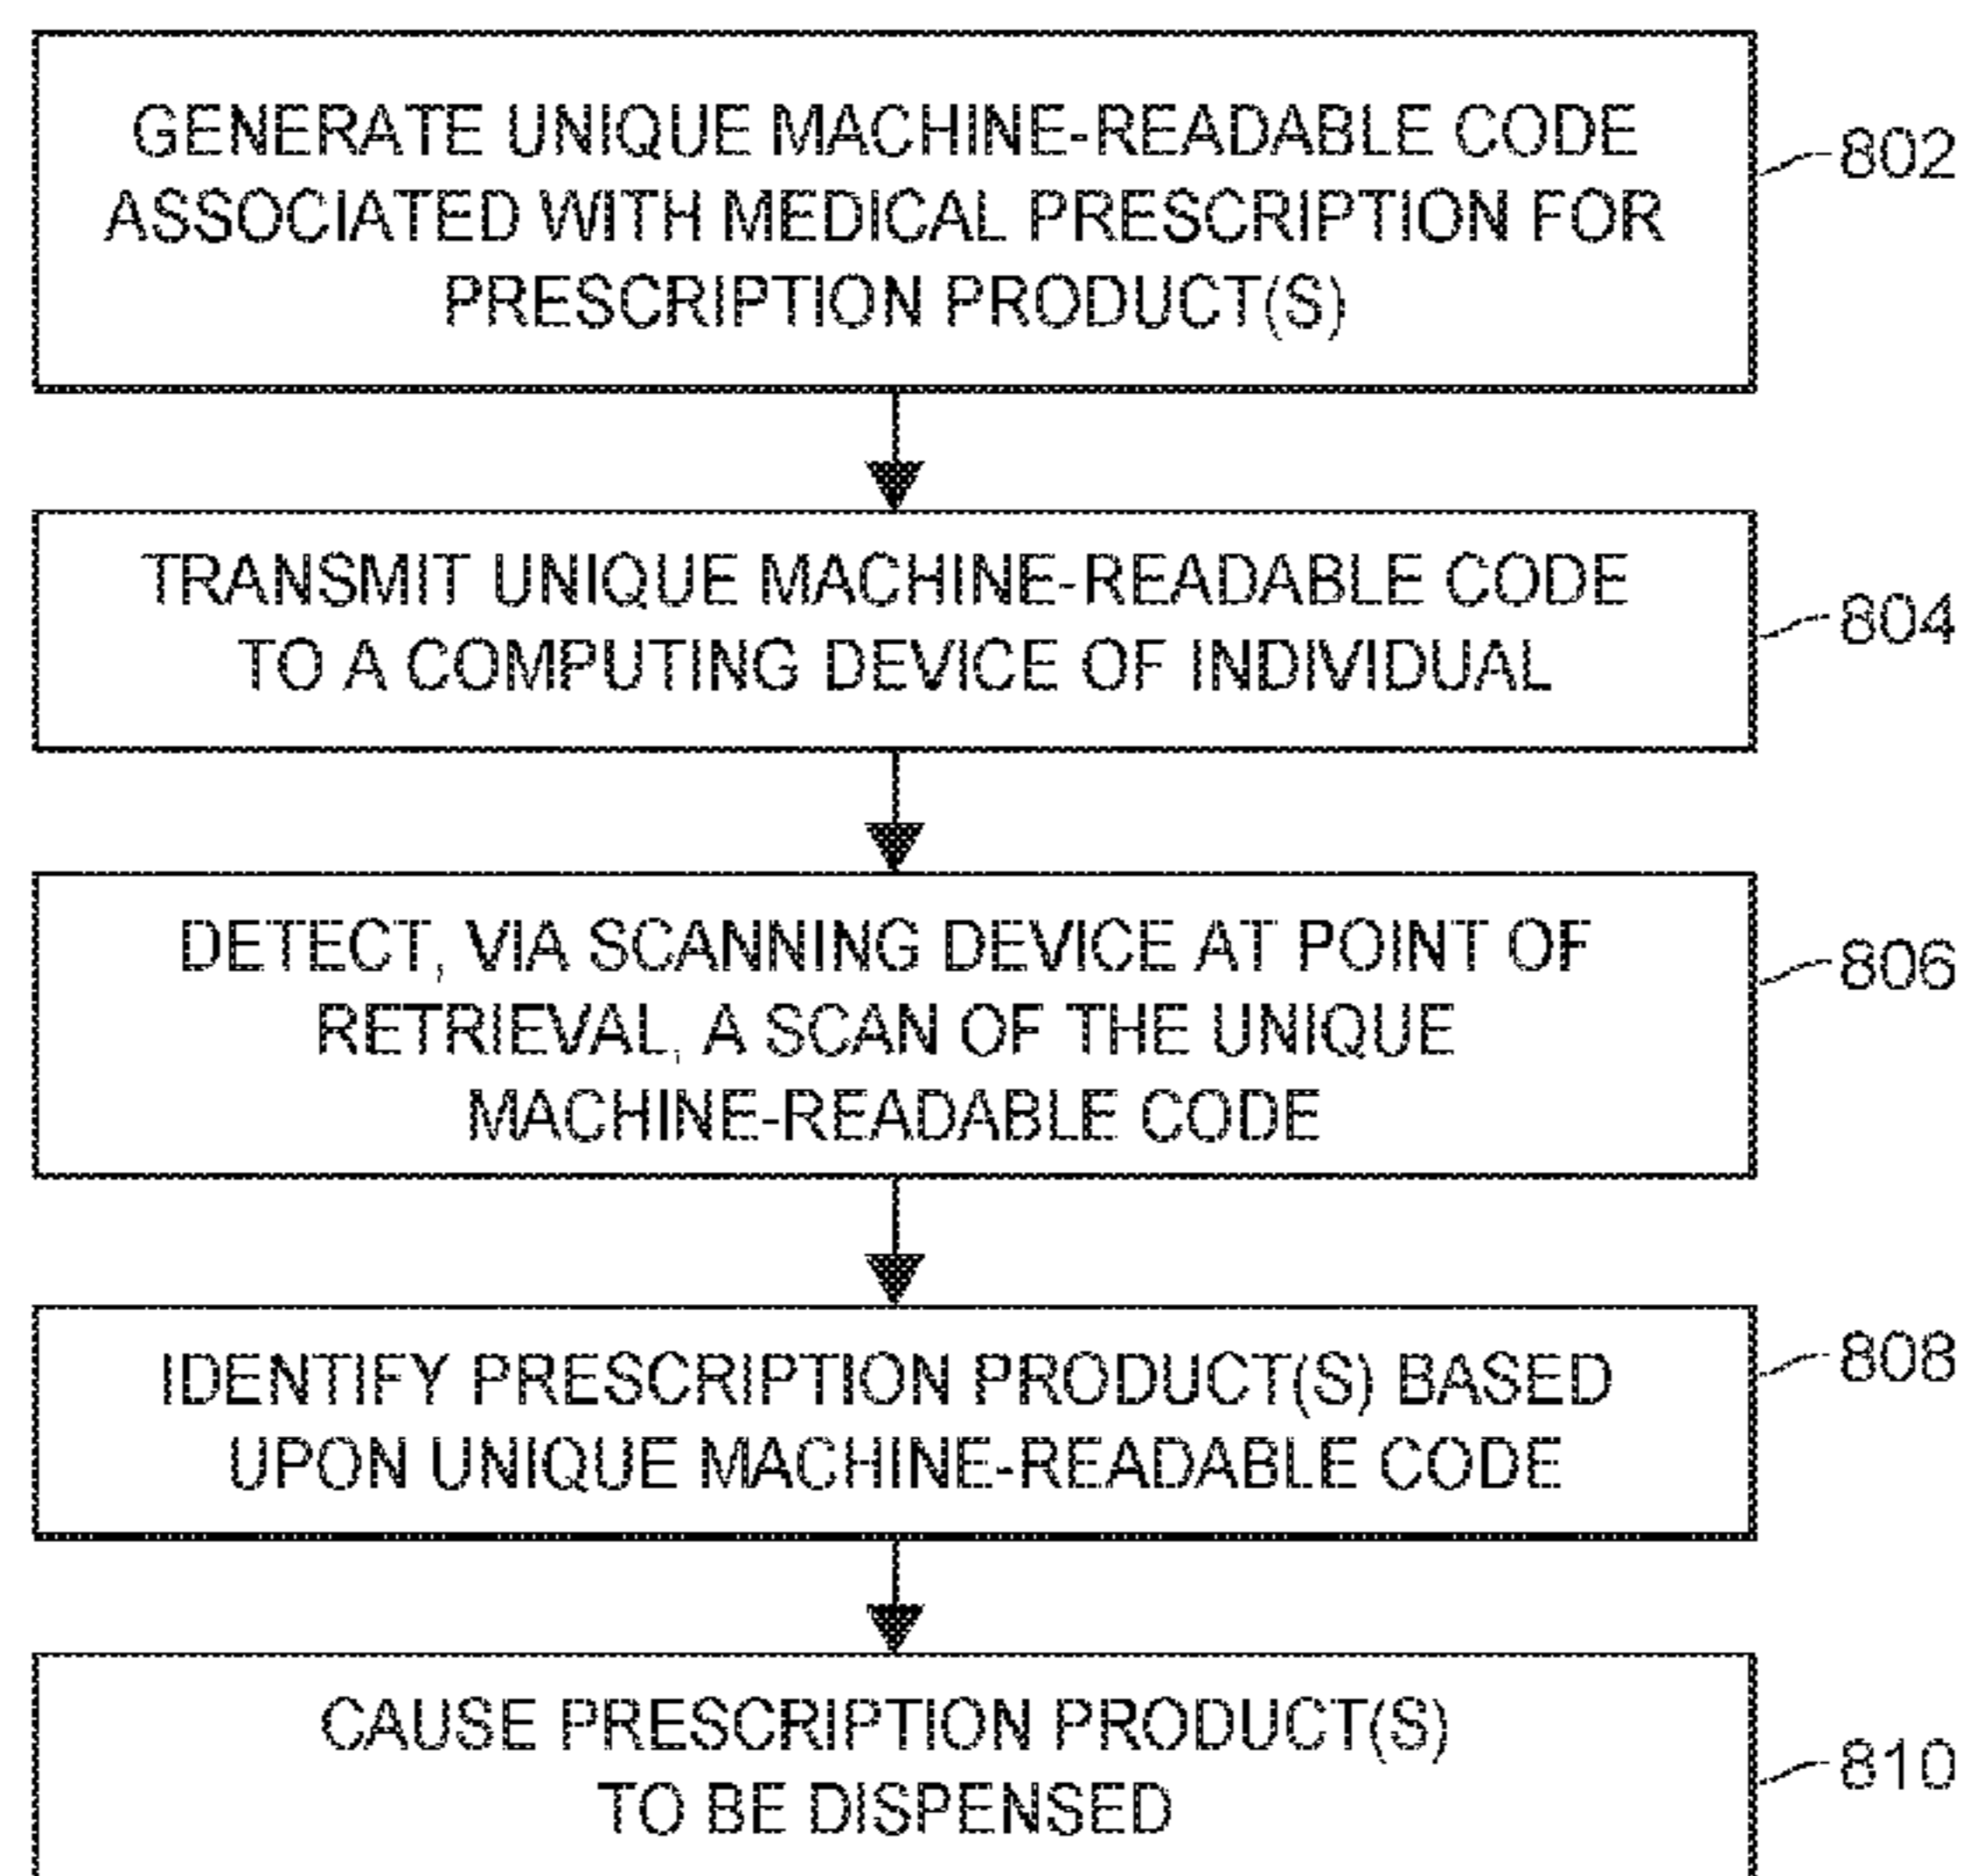 GENERATE UNIQUE MACHINE-READABLE CODE
ASSOCIATED WITH MEDICAL PRESCRIPTION FOR
PRESCRIPTION PRODUCT(S)
802
TRANSMIT UNIQUE MACHINE-READABLE CODE
TO A COMPUTING DEVICE OF INDIVIDUAL
804
DETECT, VIA SCANNING DEVICE AT POINT OF
RETRIEVAL, A SCAN OF THE UNIQUE
MACHINE-READABLE CODE
806
IDENTIFY PRESCRIPTION PRODUCT(S) BASED
UPON UNIQUE MACHINE-READABLE CODE
808
CAUSE PRESCRIPTION PRODUCT(S)
TO BE DISPENSED
810